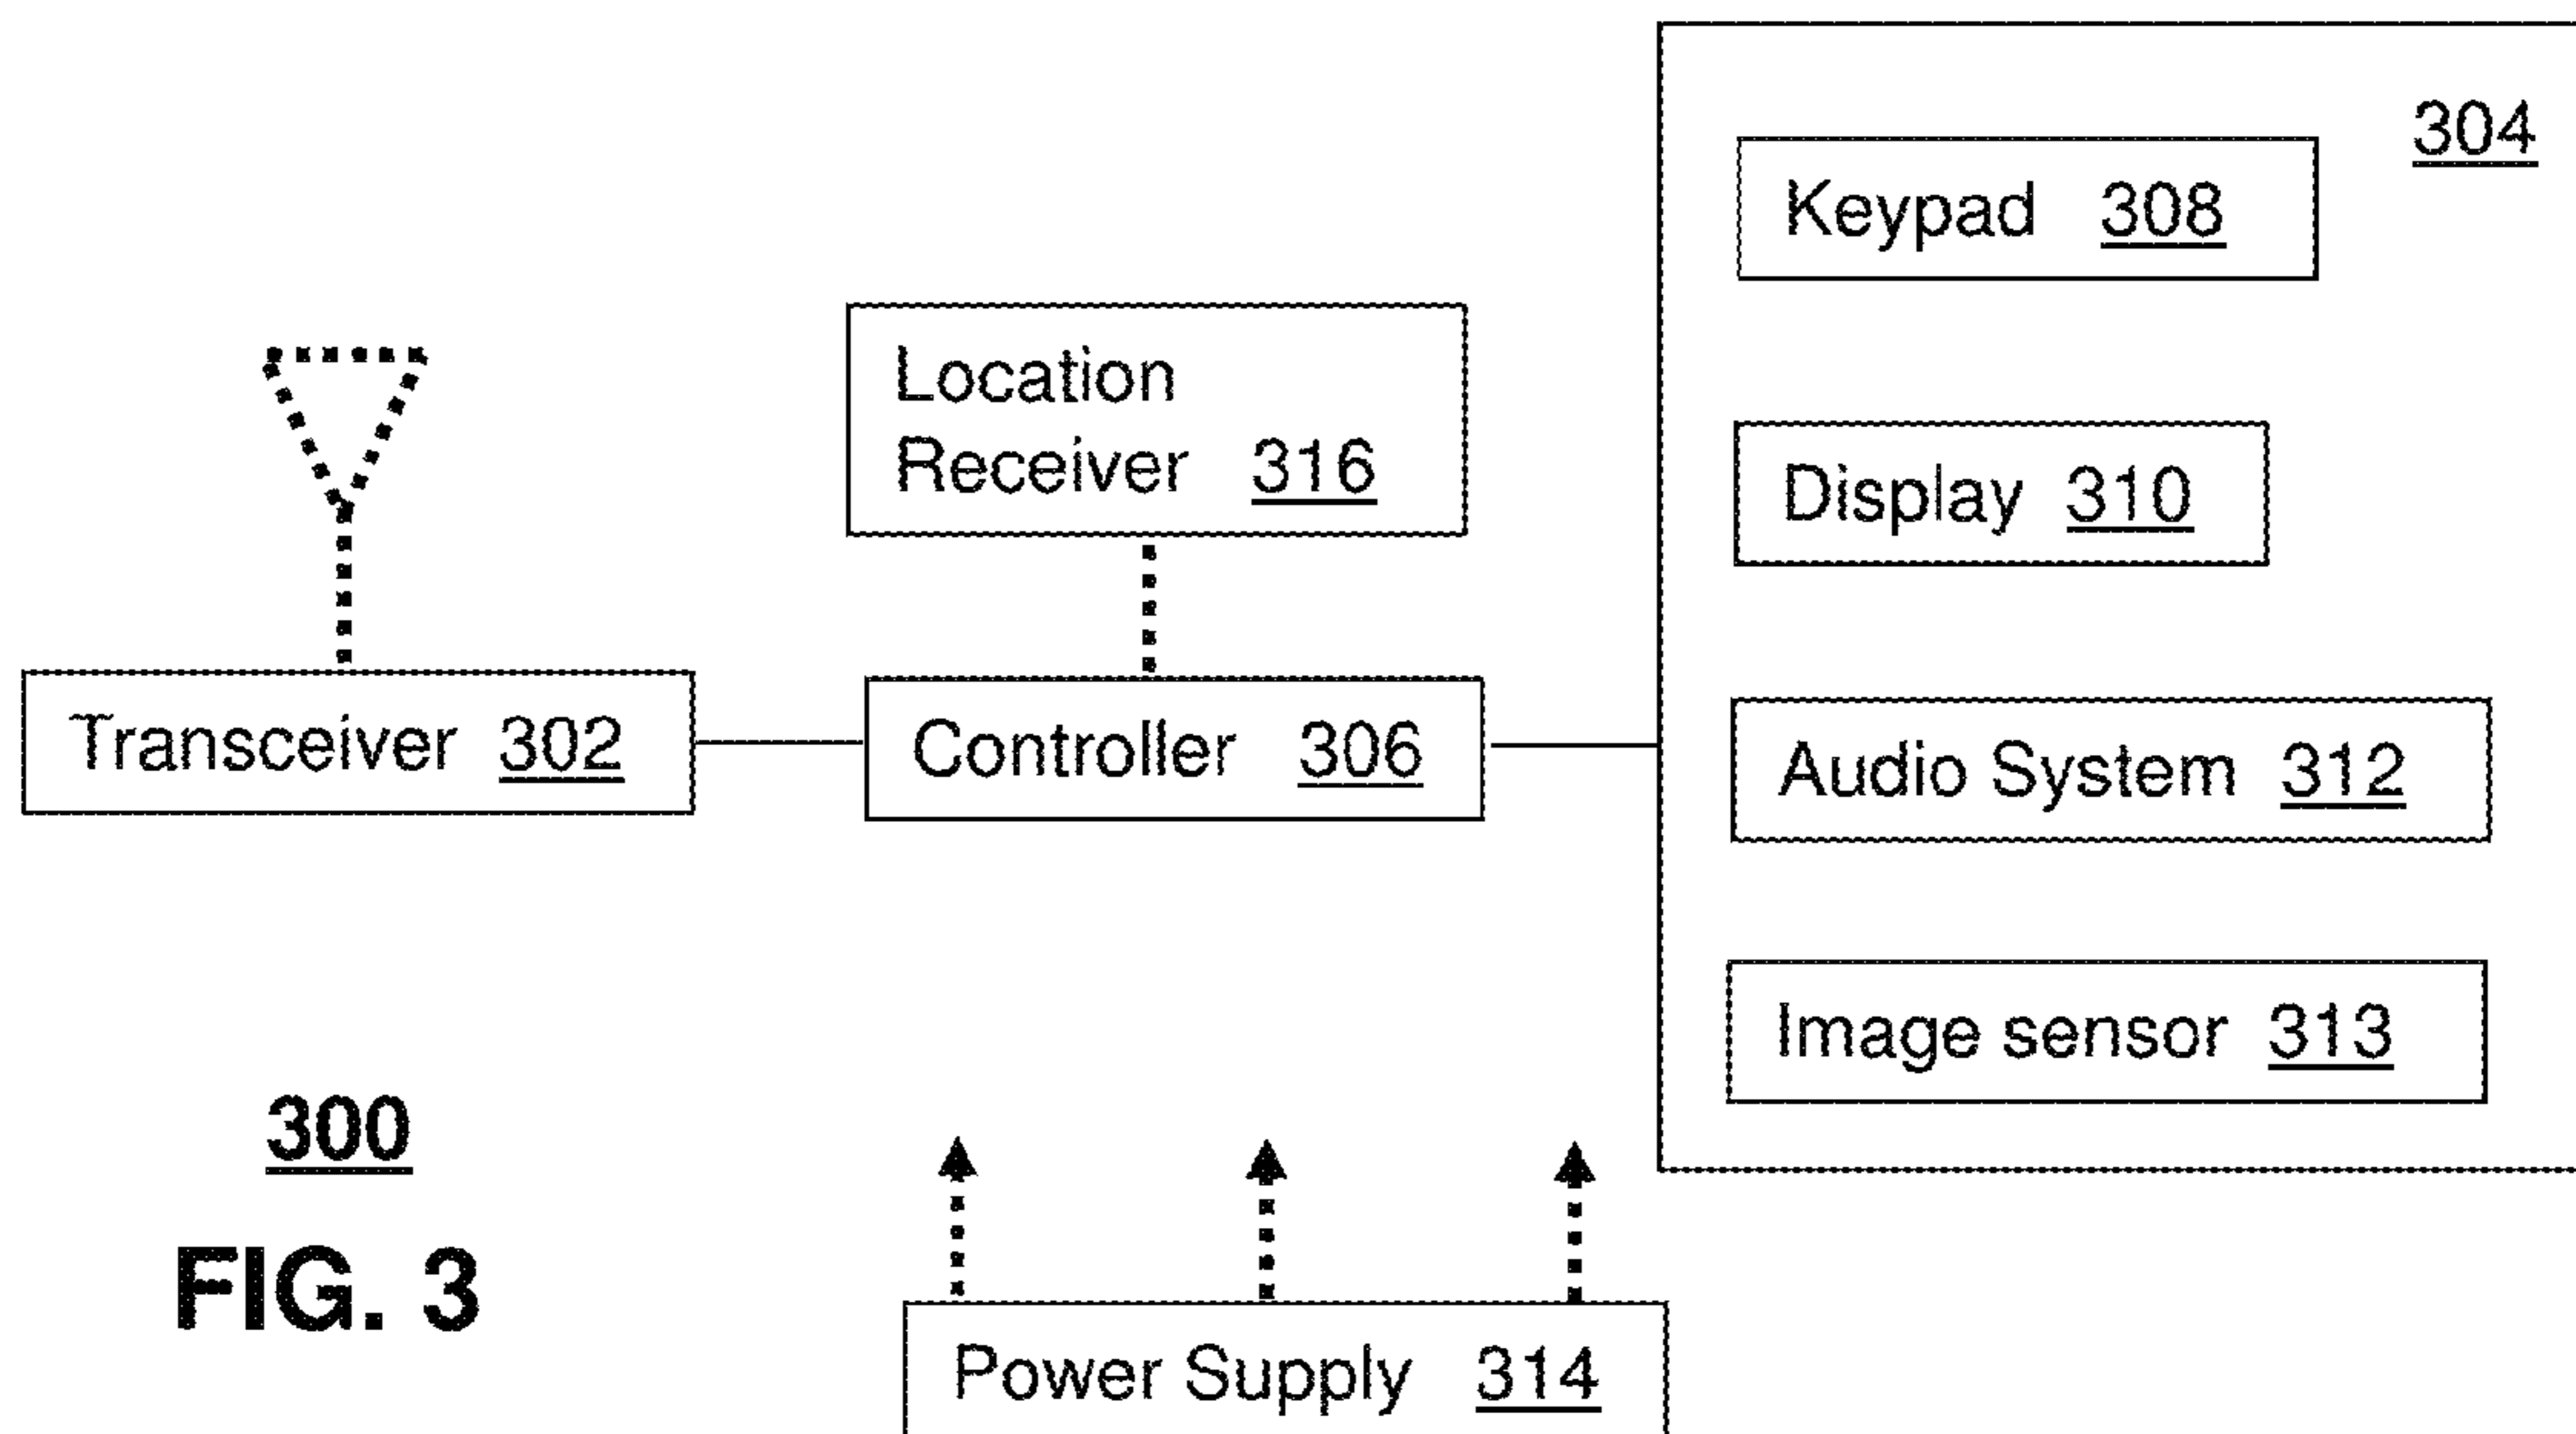 304
Keypad 308
Location
Receiver 316
Display 310
Transceiver 302
Controller 306
Audio System 312
Image sensor 313
300
FIG. 3
Power Supply 314